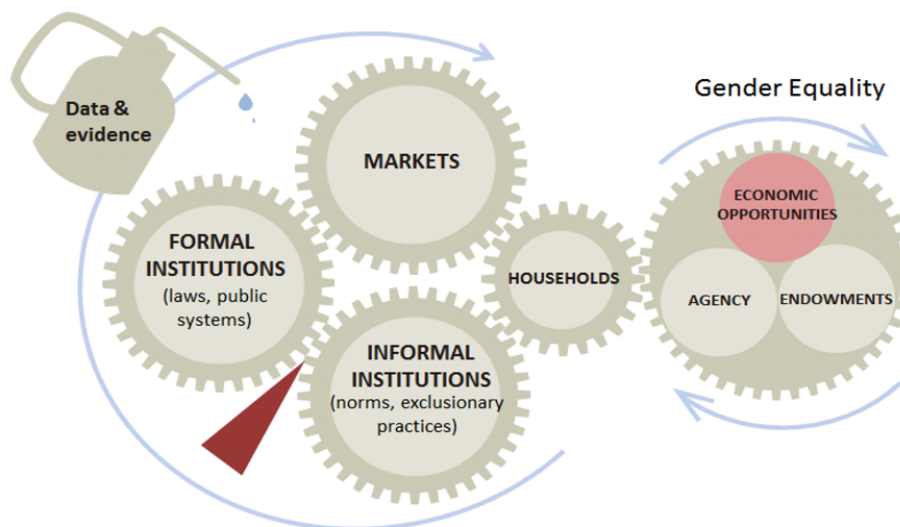 Data &
evidence
MARKETS
Gender Equality
ECONOMIC
OPPORTUNITIES
FORMAL
INSTITUTIONS
(laws, public
systems)
HOUSEHOLDS
AGENCY
ENDOWMENTS
INFORMAL
INSTITUTIONS
(norms, exclusionary
practices)